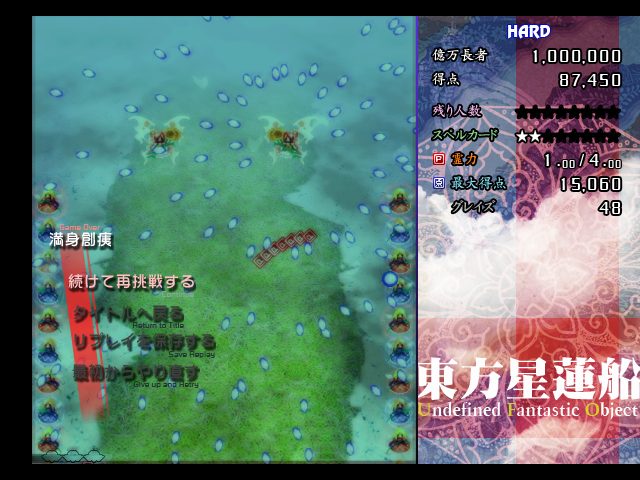 HARD
億万長者 1,000,000
得点 87,450
残り人数
スペルカード
P 霊力 1.00/4.00
点 最大得点 15,060
グレイズ 48
Game Over
満身創痍
続けて再挑戦する
タイトルへ戻る
Return to Title
リプレイを保存する
Save Replay
最初からやり直す
Give up and Retry
東方星蓮船
Undefined Fantastic Object